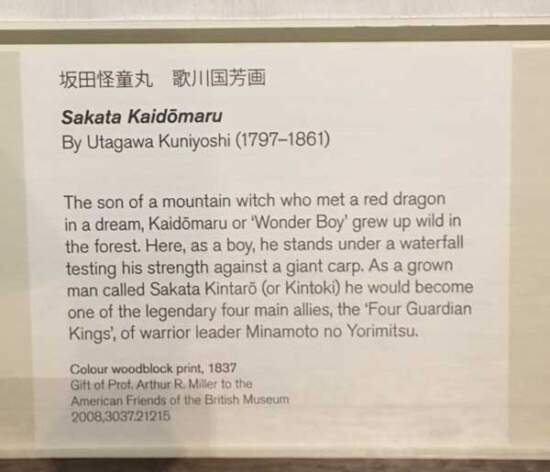 坂田怪童丸　歌川国芳画
Sakata Kaidōmaru
By Utagawa Kuniyoshi (1797–1861)
The son of a mountain witch who met a red dragon
in a dream, Kaidōmaru or ‘Wonder Boy’ grew up wild in
the forest. Here, as a boy, he stands under a waterfall
testing his strength against a giant carp. As a grown
man called Sakata Kintarō (or Kintoki) he would become
one of the legendary four main allies, the ‘Four Guardian
Kings’, of warrior leader Minamoto no Yorimitsu.
Colour woodblock print, 1837
Gift of Prof. Arthur R. Miller to the
American Friends of the British Museum
2008,3037.21215